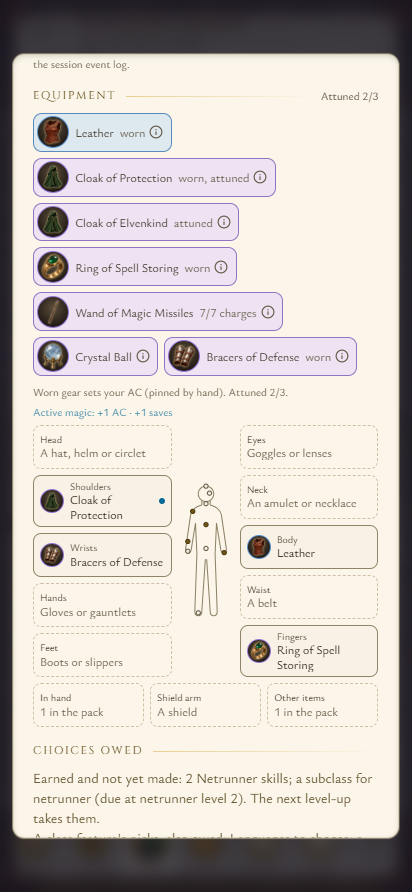 the session event log.
EQUIPMENT Attuned 2/3
Leather worn
Cloak of Protection worn, attuned
Cloak of Elvenkind attuned
Ring of Spell Storing worn
Wand of Magic Missiles 7/7 charges
Crystal Ball
Bracers of Defense worn
Worn gear sets your AC (pinned by hand). Attuned 2/3.
Active magic: +1 AC · +1 saves
Head
A hat, helm or circlet
Eyes
Goggles or lenses
Shoulders
Cloak of
Protection
Neck
An amulet or necklace
Wrists
Bracers of Defense
Body
Leather
Hands
Gloves or gauntlets
Waist
A belt
Feet
Boots or slippers
Fingers
Ring of Spell
Storing
In hand
1 in the pack
Shield arm
A shield
Other items
1 in the pack
CHOICES OWED
Earned and not yet made: 2 Netrunner skills; a subclass for
netrunner (due at netrunner level 2). The next level-up
takes them.